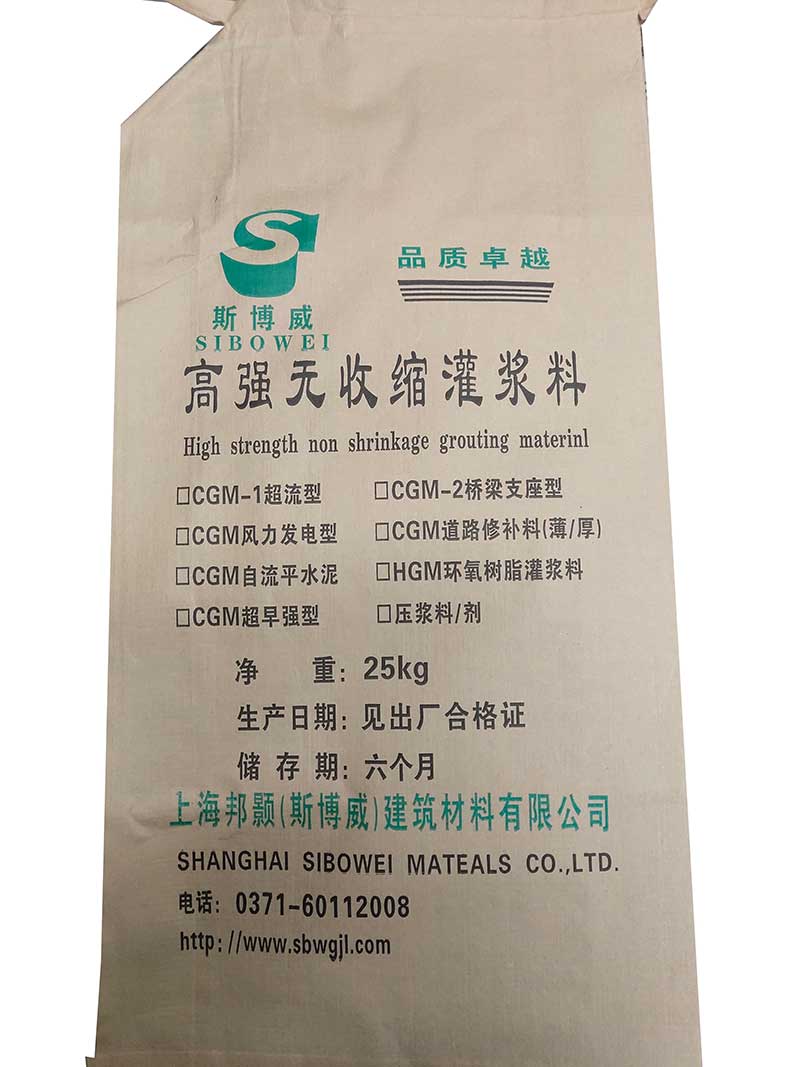 S
品质卓越
斯博威
SIBOWEI
高强无收缩灌浆料
High strength non shrinkage grouting materinl
□CGM-1超流型 □CGM-2桥梁支座型
□CGM风力发电型 □CGM道路修补料(薄/厚)
□CGM自流平水泥 □HGM环氧树脂灌浆料
□CGM超早强型 □压浆料/剂
净 重: 25kg
生产日期: 见出厂合格证
储存期: 六个月
上海邦颢(斯博威)建筑材料有限公司
SHANGHAI SIBOWEI MATEALS CO.,LTD.
电话: 0371-60112008
http://www.sbwgjl.com